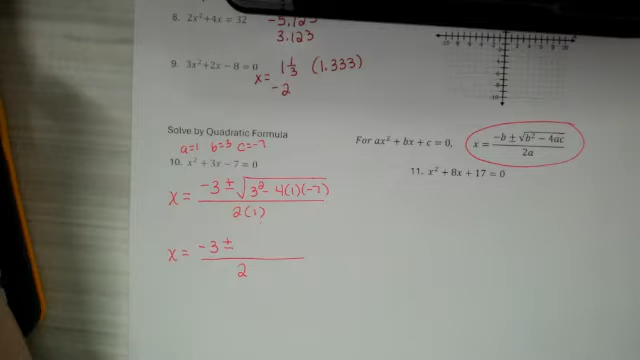 8. 2x²+4x = 32
-5.123
3.123
9. 3x²+2x − 8 = 0
x = 1 1/3 (1.333)
-2
Solve by Quadratic Formula
For ax² + bx + c = 0, x = (−b ± √(b² − 4ac)) / 2a
a=1 b=3 c=-7
10. x² + 3x − 7 = 0
11. x² + 8x + 17 = 0
x = (-3 ± √(3² - 4(1)(-7))) / 2(1)
x = -3 ± / 2